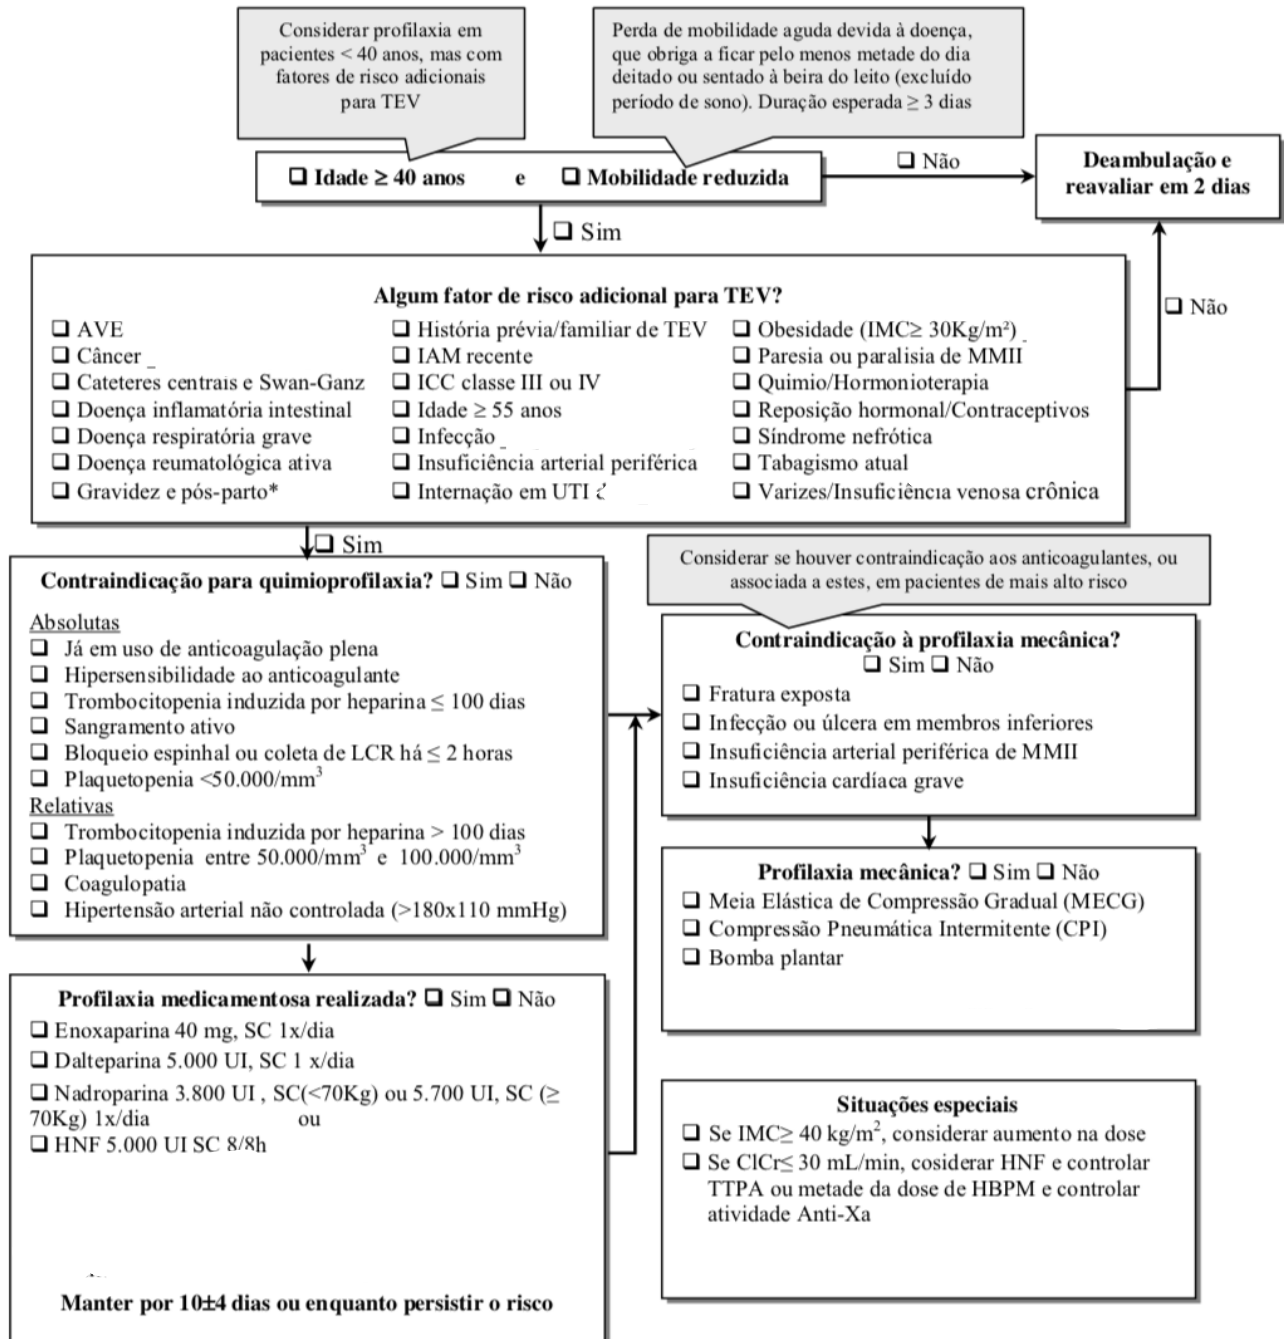 Considerar profilaxia em
pacientes < 40 anos, mas com
fatores de risco adicionais
para TEV
Perda de mobilidade aguda devida à doença,
que obriga a ficar pelo menos metade do dia
deitado ou sentado à beira do leito (excluído
período de sono). Duração esperada ≥ 3 dias
❑ Idade ≥ 40 anos e ❑ Mobilidade reduzida
❑ Não
Deambulação e
reavaliar em 2 dias
❑ Sim
Algum fator de risco adicional para TEV?
❑ AVE
❑ Câncer
❑ Cateteres centrais e Swan-Ganz
❑ Doença inflamatória intestinal
❑ Doença respiratória grave
❑ Doença reumatológica ativa
❑ Gravidez e pós-parto*
❑ História prévia/familiar de TEV
❑ IAM recente
❑ ICC classe III ou IV
❑ Idade ≥ 55 anos
❑ Infecção
❑ Insuficiência arterial periférica
❑ Internação em UTI
❑ Obesidade (IMC≥ 30Kg/m²)
❑ Paresia ou paralisia de MMII
❑ Quimio/Hormonioterapia
❑ Reposição hormonal/Contraceptivos
❑ Síndrome nefrótica
❑ Tabagismo atual
❑ Varizes/Insuficiência venosa crônica
❑ Não
❑ Sim
Contraindicação para quimioprofilaxia? ❑ Sim ❑ Não
Absolutas
❑ Já em uso de anticoagulação plena
❑ Hipersensibilidade ao anticoagulante
❑ Trombocitopenia induzida por heparina ≤ 100 dias
❑ Sangramento ativo
❑ Bloqueio espinhal ou coleta de LCR há ≤ 2 horas
❑ Plaquetopenia <50.000/mm³
Relativas
❑ Trombocitopenia induzida por heparina > 100 dias
❑ Plaquetopenia entre 50.000/mm³ e 100.000/mm³
❑ Coagulopatia
❑ Hipertensão arterial não controlada (>180x110 mmHg)
Considerar se houver contraindicação aos anticoagulantes, ou
associada a estes, em pacientes de mais alto risco
Contraindicação à profilaxia mecânica?
❑ Sim ❑ Não
❑ Fratura exposta
❑ Infecção ou úlcera em membros inferiores
❑ Insuficiência arterial periférica de MMII
❑ Insuficiência cardíaca grave
Profilaxia mecânica? ❑ Sim ❑ Não
❑ Meia Elástica de Compressão Gradual (MECG)
❑ Compressão Pneumática Intermitente (CPI)
❑ Bomba plantar
Profilaxia medicamentosa realizada? ❑ Sim ❑ Não
❑ Enoxaparina 40 mg, SC 1x/dia
❑ Dalteparina 5.000 UI, SC 1 x/dia
❑ Nadroparina 3.800 UI , SC(<70Kg) ou 5.700 UI, SC (≥
70Kg) 1x/dia ou
❑ HNF 5.000 UI SC 8/8h
Manter por 10±4 dias ou enquanto persistir o risco
Situações especiais
❑ Se IMC≥ 40 kg/m², considerar aumento na dose
❑ Se ClCr≤ 30 mL/min, cosiderar HNF e controlar
TTPA ou metade da dose de HBPM e controlar
atividade Anti-Xa